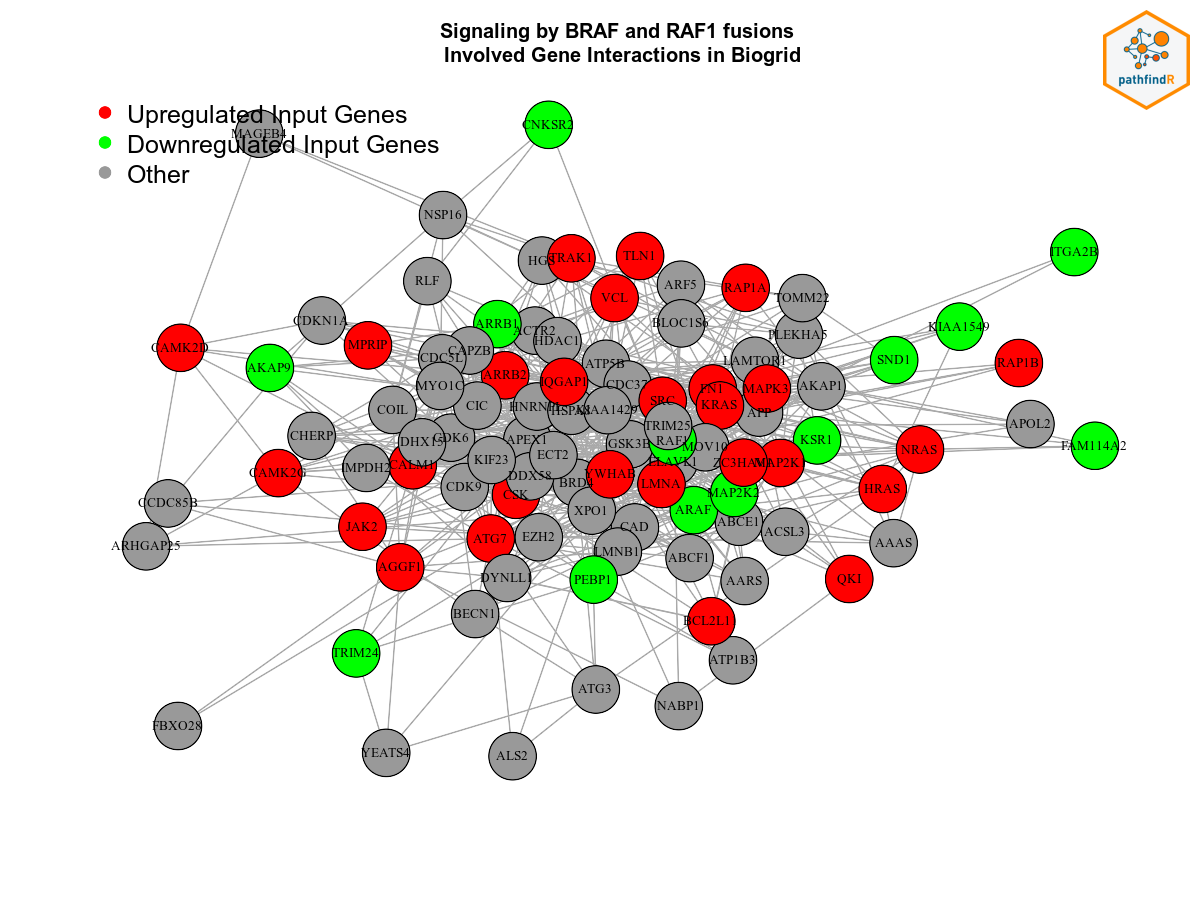 Signaling by BRAF and RAF1 fusions
Involved Gene Interactions in Biogrid
pathfindR
Upregulated Input Genes
Downregulated Input Genes
Other
MAGEB4
CNKSR2
NSP16
ITGA2B
HGS
TRAK1
TLN1
RLF
ARF5
RAP1A
VCL
TOMM22
CDKN1A
ARRB1
ACTR2
BLOC1S6
KIAA1549
PLEKHA5
CAMK2D
MPRIP
HDAC1
CAPZB
CDC5L
AKAP9
ATP5B
LAMTOR1
SND1
RAP1B
ARRB2
IQGAP1
MYO1C
CDC37
FN1
MAPK3
AKAP1
SRC
KRAS
COIL
CIC
KIAA1429
APP
APOL2
TRIM25
CHERP
DHX15
CDK6
APEX1
GSK3B
RAF1
MOV10
KSR1
FAM114A2
NRAS
ECT2
KIF23
IMPDH2
CALM1
CAMK2G
DDX58
YWHAB
LMNA
BRD4
CDK9
CSK
MAP2K2
HRAS
CCDC85B
XPO1
ARAF
JAK2
CAD
ABCE1
ACSL3
ATG7
EZH2
ARHGAP25
AAAS
LMNB1
ABCF1
AGGF1
DYNLL1
PEBP1
AARS
QKI
BECN1
BCL2L1
TRIM24
ATP1B3
ATG3
NABP1
FBXO28
YEATS4
ALS2